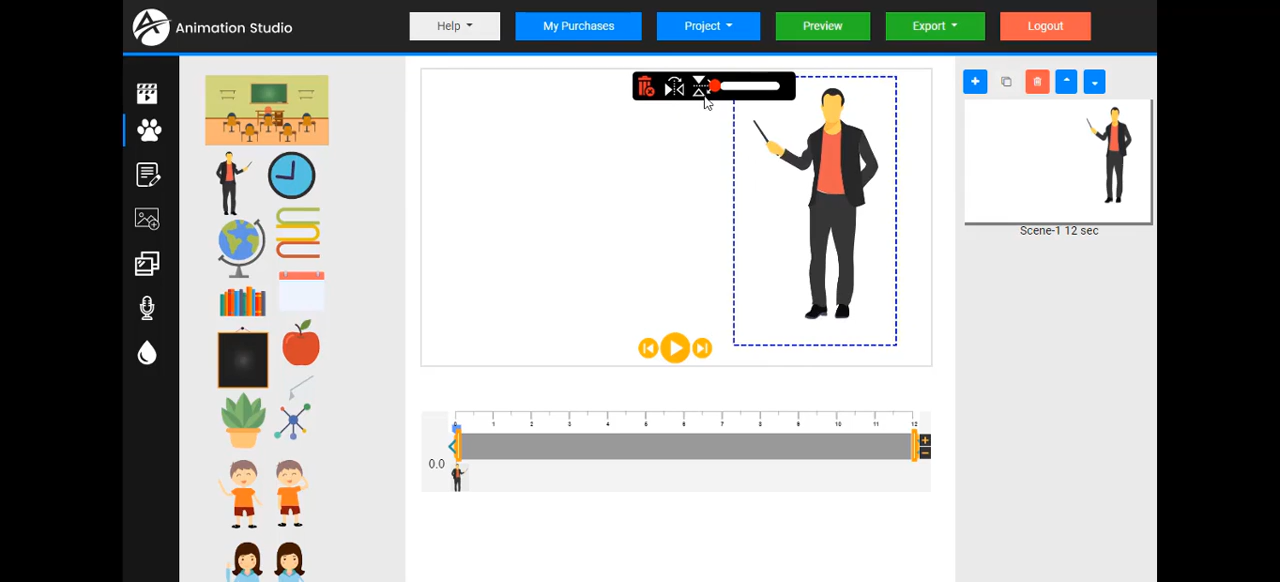 Animation Studio
Help
My Purchases
Project
Preview
Export
Logout
Scene-1 12 sec
0 1 2 3 4 5 6 7 8 9 10 11 12
0.0